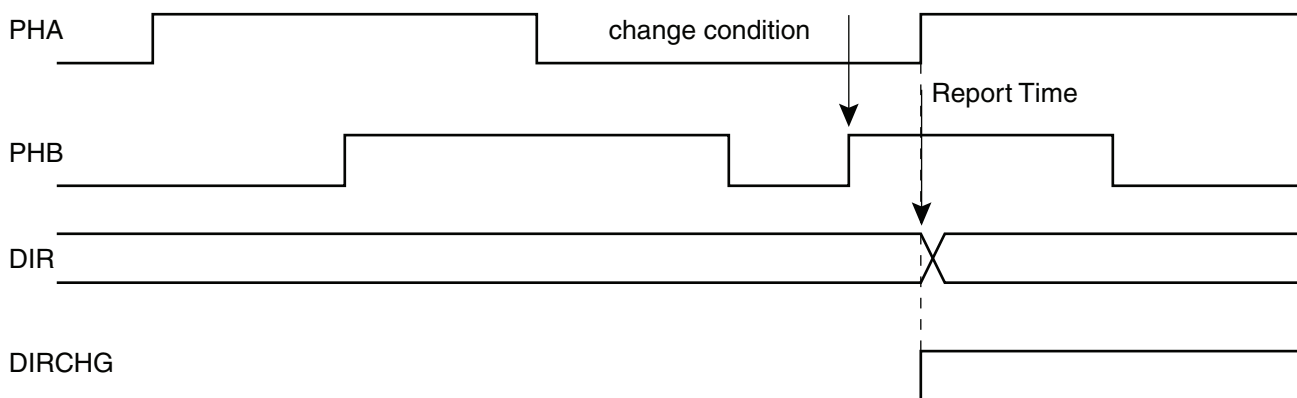 PHA
change condition
Report Time
PHB
DIR
DIRCHG